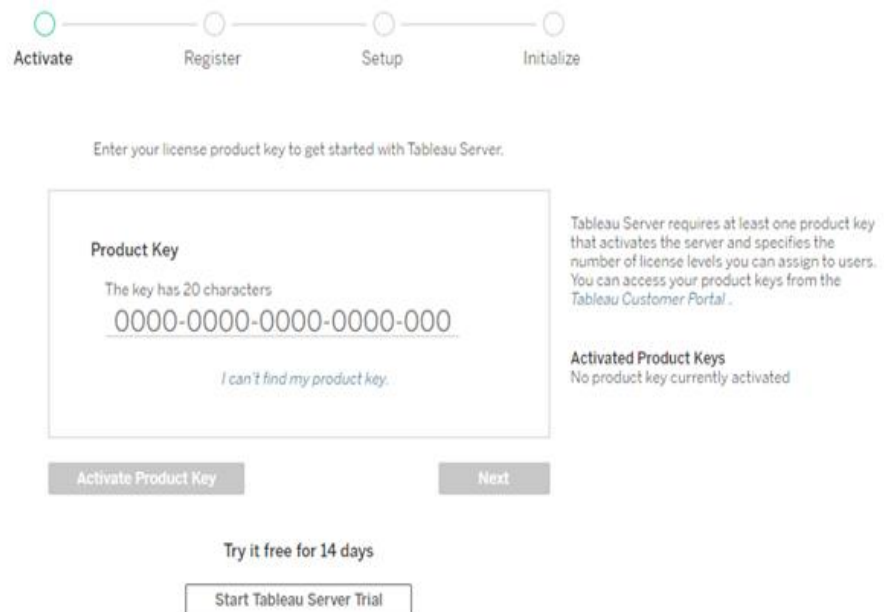 Activate
Register
Setup
Initialize
Enter your license product key to get started with Tableau Server.
Product Key
The key has 20 characters
0000-0000-0000-0000-000
I can't find my product key.
Tableau Server requires at least one product key
that activates the server and specifies the
number of license levels you can assign to users.
You can access your product keys from the
Tableau Customer Portal .
Activated Product Keys
No product key currently activated
Activate Product Key
Next
Try it free for 14 days
Start Tableau Server Trial